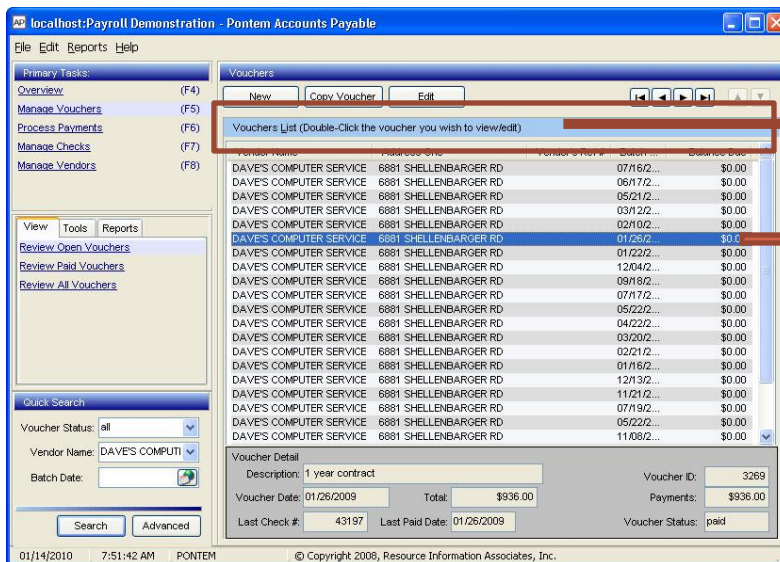 AP localhost:Payroll Demonstration - Pontem Accounts Payable
File Edit Reports Help
Primary Tasks:
Overview (F4)
Manage Vouchers (F5)
Process Payments (F6)
Manage Checks (F7)
Manage Vendors (F8)
View Tools Reports
Review Open Vouchers
Review Paid Vouchers
Review All Vouchers
Quick Search
Voucher Status: all
Vendor Name: DAVE'S COMPUTI
Batch Date:
Search Advanced
Vouchers
New Copy Voucher Edit
Vouchers List (Double-Click the voucher you wish to view/edit)
Vendor Name Address One Vendor's Ref # Batch ... Balance Due
DAVE'S COMPUTER SERVICE 6881 SHELLENBARGER RD 07/16/2... $0.00
DAVE'S COMPUTER SERVICE 6881 SHELLENBARGER RD 06/17/2... $0.00
DAVE'S COMPUTER SERVICE 6881 SHELLENBARGER RD 05/21/2... $0.00
DAVE'S COMPUTER SERVICE 6881 SHELLENBARGER RD 03/12/2... $0.00
DAVE'S COMPUTER SERVICE 6881 SHELLENBARGER RD 02/10/2... $0.00
DAVE'S COMPUTER SERVICE 6881 SHELLENBARGER RD 01/26/2... $0.0
DAVE'S COMPUTER SERVICE 6881 SHELLENBARGER RD 01/22/2... $0.00
DAVE'S COMPUTER SERVICE 6881 SHELLENBARGER RD 12/04/2... $0.00
DAVE'S COMPUTER SERVICE 6881 SHELLENBARGER RD 09/18/2... $0.00
DAVE'S COMPUTER SERVICE 6881 SHELLENBARGER RD 07/17/2... $0.00
DAVE'S COMPUTER SERVICE 6881 SHELLENBARGER RD 05/22/2... $0.00
DAVE'S COMPUTER SERVICE 6881 SHELLENBARGER RD 04/22/2... $0.00
DAVE'S COMPUTER SERVICE 6881 SHELLENBARGER RD 03/20/2... $0.00
DAVE'S COMPUTER SERVICE 6881 SHELLENBARGER RD 02/21/2... $0.00
DAVE'S COMPUTER SERVICE 6881 SHELLENBARGER RD 01/16/2... $0.00
DAVE'S COMPUTER SERVICE 6881 SHELLENBARGER RD 12/13/2... $0.00
DAVE'S COMPUTER SERVICE 6881 SHELLENBARGER RD 11/21/2... $0.00
DAVE'S COMPUTER SERVICE 6881 SHELLENBARGER RD 07/19/2... $0.00
DAVE'S COMPUTER SERVICE 6881 SHELLENBARGER RD 05/22/2... $0.00
DAVE'S COMPUTER SERVICE 6881 SHELLENBARGER RD 11/08/2... $0.00
Voucher Detail
Description: 1 year contract Voucher ID: 3269
Voucher Date: 01/26/2009 Total: $936.00 Payments: $936.00
Last Check #: 43197 Last Paid Date: 01/26/2009 Voucher Status: paid
01/14/2010 7:51:42 AM PONTEM © Copyright 2008, Resource Information Associates, Inc.